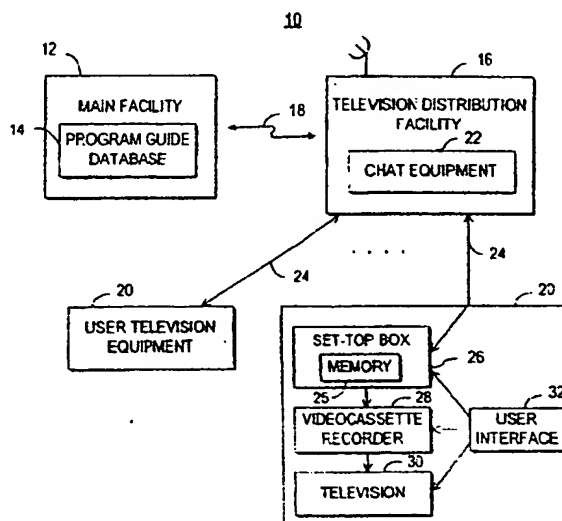 10
12
MAIN FACILITY
14
PROGRAM GUIDE
DATABASE
18
16
TELEVISION DISTRIBUTION
FACILITY
22
CHAT EQUIPMENT
24
24
20
USER TELEVISION
EQUIPMENT
20
SET-TOP BOX
MEMORY
25
26
28
VIDEOCASSETTE
RECORDER
32
USER
INTERFACE
30
TELEVISION